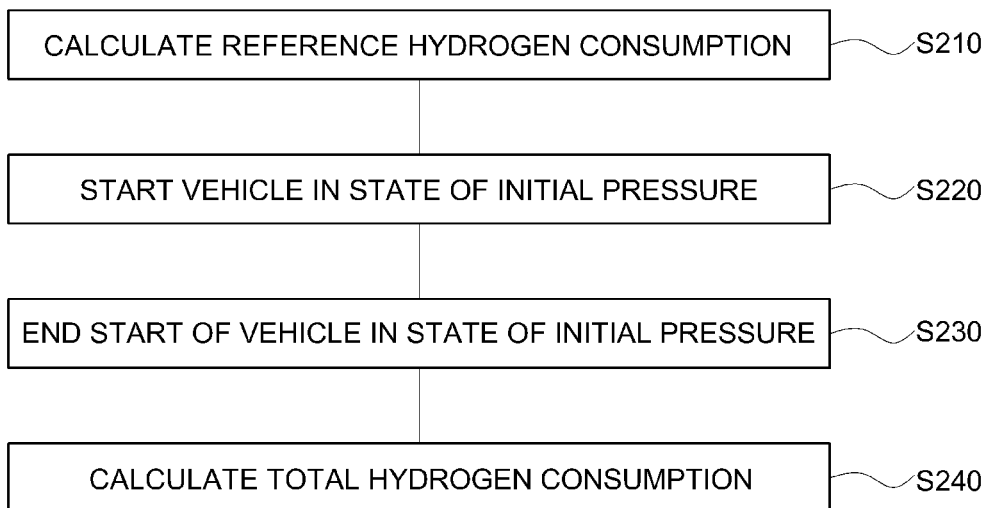 CALCULATE REFERENCE HYDROGEN CONSUMPTION S210
START VEHICLE IN STATE OF INITIAL PRESSURE S220
END START OF VEHICLE IN STATE OF INITIAL PRESSURE S230
CALCULATE TOTAL HYDROGEN CONSUMPTION S240